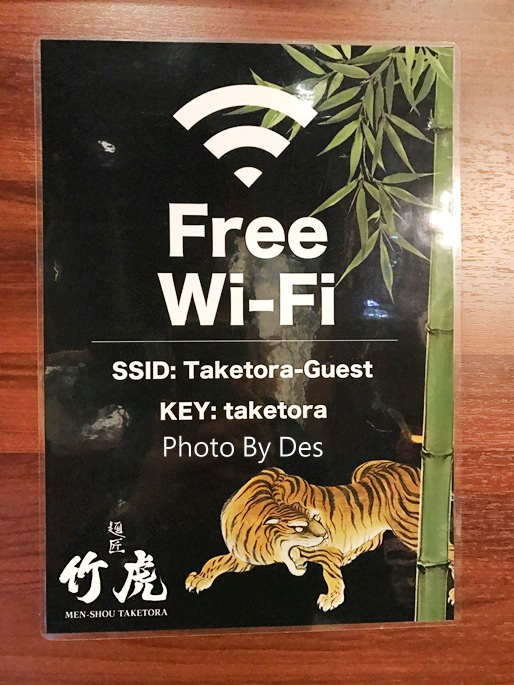 Free
Wi-Fi
SSID: Taketora-Guest
KEY: taketora
Photo By Des
麺匠
竹虎
MEN-SHOU TAKETORA